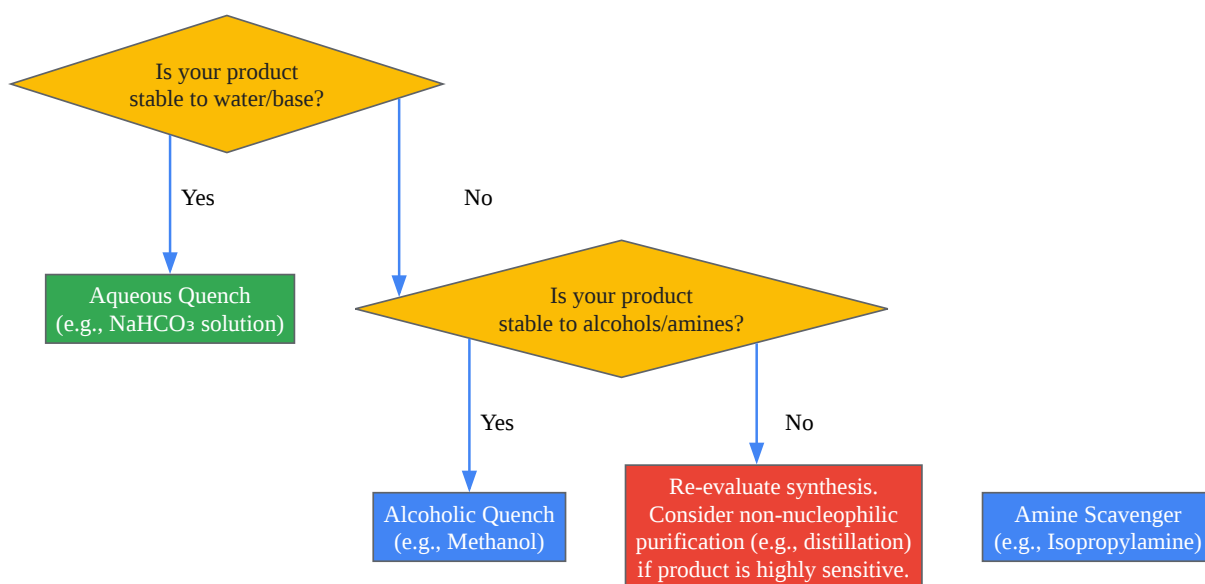 Is your product
stable to water/base?
Yes
No
Aqueous Quench
(e.g., NaHCO₃ solution)
Is your product
stable to alcohols/amines?
Yes
No
Alcoholic Quench
(e.g., Methanol)
Re-evaluate synthesis.
Consider non-nucleophilic
purification (e.g., distillation)
if product is highly sensitive.
Amine Scavenger
(e.g., Isopropylamine)